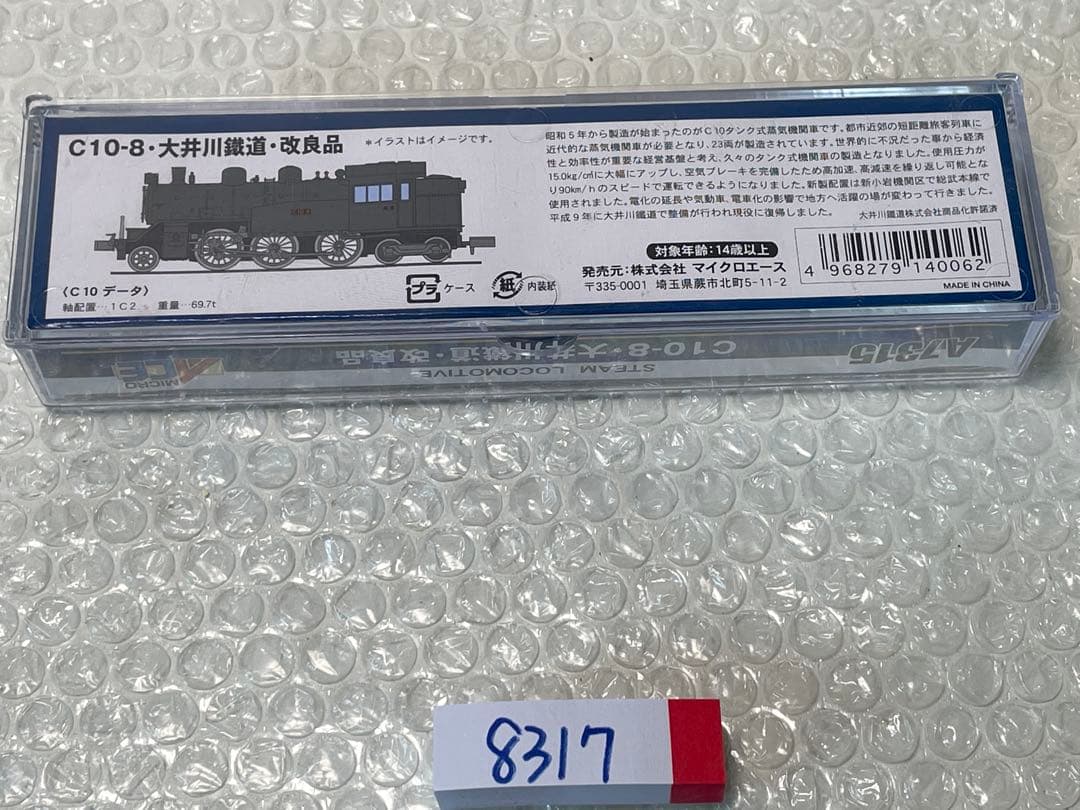 C10-8・大井川鐵道・改良品
*イラストはイメージです。
〈C10 データ〉
軸配置…1C2 重量…69.7t
プラ ケース
紙 内装紙
昭和5年から製造が始まったのがC10タンク式蒸気機関車です。都市近郊の短距離旅客列車に
近代的な蒸気機関車が必要となり、23両が製造されています。世界的に不況だった事から経済
性と効率性が重要な経営基盤と考え、久々のタンク式機関車の製造となりました。使用圧力が
15.0kg/㎠に大幅にアップし、空気ブレーキを完備したため高加速、高減速を繰り返し可能とな
り90km/hのスピードで運転できるようになりました。新製配置は新小岩機関区で総武本線で
使用されました。電化の延長や気動車、電車化の影響で地方へ活躍の場が変わって行きました。
平成9年に大井川鐵道で整備が行われ現役に復帰しました。
大井川鐵道株式会社商品化許諾済
対象年齢:14歳以上
発売元:株式会社 マイクロエース
〒335-0001 埼玉県蕨市北町5-11-2
4 968279 140062
MADE IN CHINA
A7315
STEAM LOCOMOTIVE
C10-8・大井川鐵道・改良品
MICRO ACE
8317